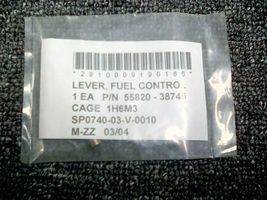 *2910009190186*
LEVER, FUEL CONTRO
1 EA P/N 55820 - 3874
CAGE 1H6M3
SP0740-03-V-0010
M-ZZ 03/04